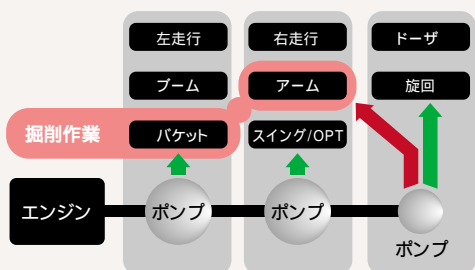 左走行
右走行
ドーザ
ブーム
アーム
旋回
掘削作業
バケット
スイング/OPT
エンジン
ポンプ
ポンプ
ポンプ